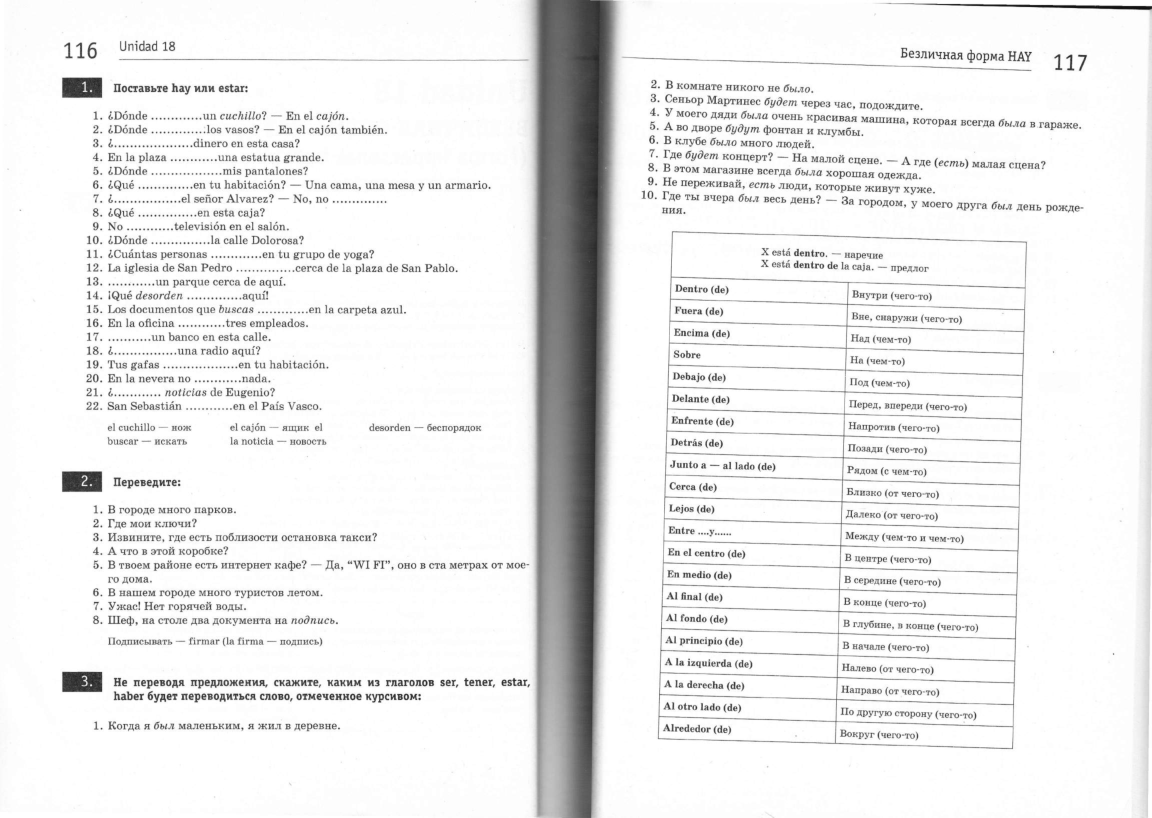 116 Unidad 18
1. Поставьте hay или estar:
1. ¿Dónde .............un cuchillo? — En el cajón.
2. ¿Dónde ..............los vasos? — En el cajón también.
3. ¿....................dinero en esta casa?
4. En la plaza ............una estatua grande.
5. ¿Dónde ..................mis pantalones?
6. ¿Qué ..............en tu habitación? — Una cama, una mesa y un armario.
7. ¿.................el señor Alvarez? — No, no ..............
8. ¿Qué ...............en esta caja?
9. No ............televisión en el salón.
10. ¿Dónde ...............la calle Dolorosa?
11. ¿Cuántas personas .............en tu grupo de yoga?
12. La iglesia de San Pedro ...............cerca de la plaza de San Pablo.
13. ............un parque cerca de aquí.
14. ¡Qué desorden ..............aquí!
15. Los documentos que buscas .............en la carpeta azul.
16. En la oficina ............tres empleados.
17. ...........un banco en esta calle.
18. ¿................una radio aquí?
19. Tus gafas ...................en tu habitación.
20. En la nevera no ............nada.
21. ¿............ noticias de Eugenio?
22. San Sebastián ............en el País Vasco.
el cuchillo — нож el cajón — ящик el desorden — беспорядок
buscar — искать la noticia — новость
2. Переведите:
1. В городе много парков.
2. Где мои ключи?
3. Извините, где есть поблизости остановка такси?
4. А что в этой коробке?
5. В твоем районе есть интернет кафе? — Да, “WI FI”, оно в ста метрах от мое-
го дома.
6. В нашем городе много туристов летом.
7. Ужас! Нет горячей воды.
8. Шеф, на столе два документа на подпись.
Подписывать — firmar (la firma — подпись)
3. Не переводя предложения, скажите, каким из глаголов ser, tener, estar,
haber будет переводиться слово, отмеченное курсивом:
1. Когда я был маленьким, я жил в деревне.
Безличная форма HAY 117
2. В комнате никого не было.
3. Сеньор Мартинес будет через час, подождите.
4. У моего дяди была очень красивая машина, которая всегда была в гараже.
5. А во дворе будут фонтан и клумбы.
6. В клубе было много людей.
7. Где будет концерт? — На малой сцене. — А где (есть) малая сцена?
8. В этом магазине всегда была хорошая одежда.
9. Не переживай, есть люди, которые живут хуже.
10. Где ты вчера был весь день? — За городом, у моего друга был день рожде-
ния.
X está dentro. — наречие
X está dentro de la caja. — предлог
Dentro (de) Внутри (чего-то)
Fuera (de) Вне, снаружи (чего-то)
Encima (de) Над (чем-то)
Sobre На (чем-то)
Debajo (de) Под (чем-то)
Delante (de) Перед, впереди (чего-то)
Enfrente (de) Напротив (чего-то)
Detrás (de) Позади (чего-то)
Junto a — al lado (de) Рядом (с чем-то)
Cerca (de) Близко (от чего-то)
Lejos (de) Далеко (от чего-то)
Entre ....y...... Между (чем-то и чем-то)
En el centro (de) В центре (чего-то)
En medio (de) В середине (чего-то)
Al final (de) В конце (чего-то)
Al fondo (de) В глубине, в конце (чего-то)
Al principio (de) В начале (чего-то)
A la izquierda (de) Налево (от чего-то)
A la derecha (de) Направо (от чего-то)
Al otro lado (de) По другую сторону (чего-то)
Alrededor (de) Вокруг (чего-то)